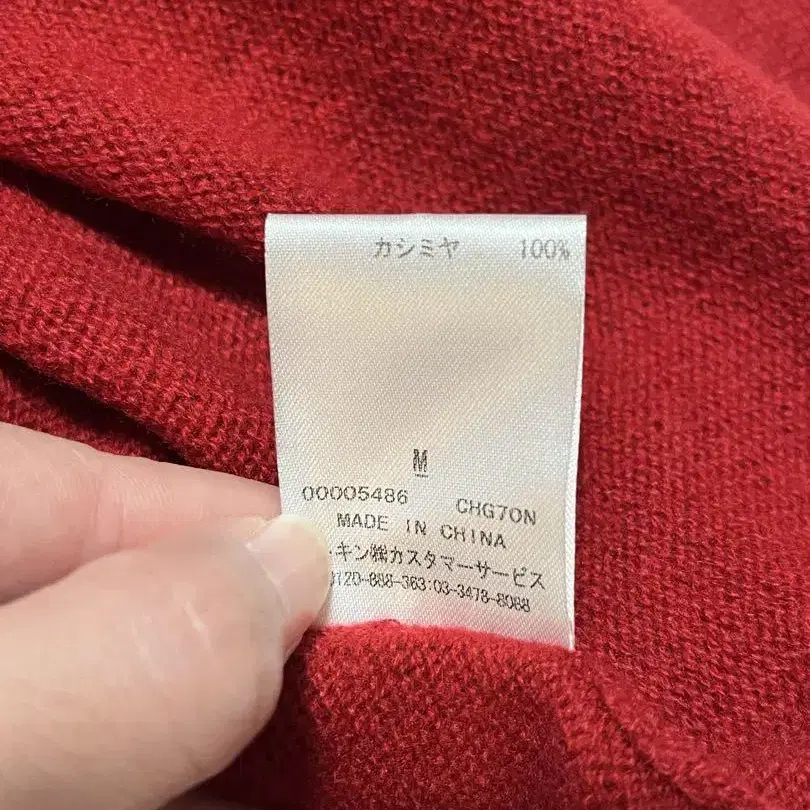 カシミヤ 100%
M
00005486 CHG70N
MADE IN CHINA
キン㈱カスタマーサービス
120-888-363:03-3478-8088